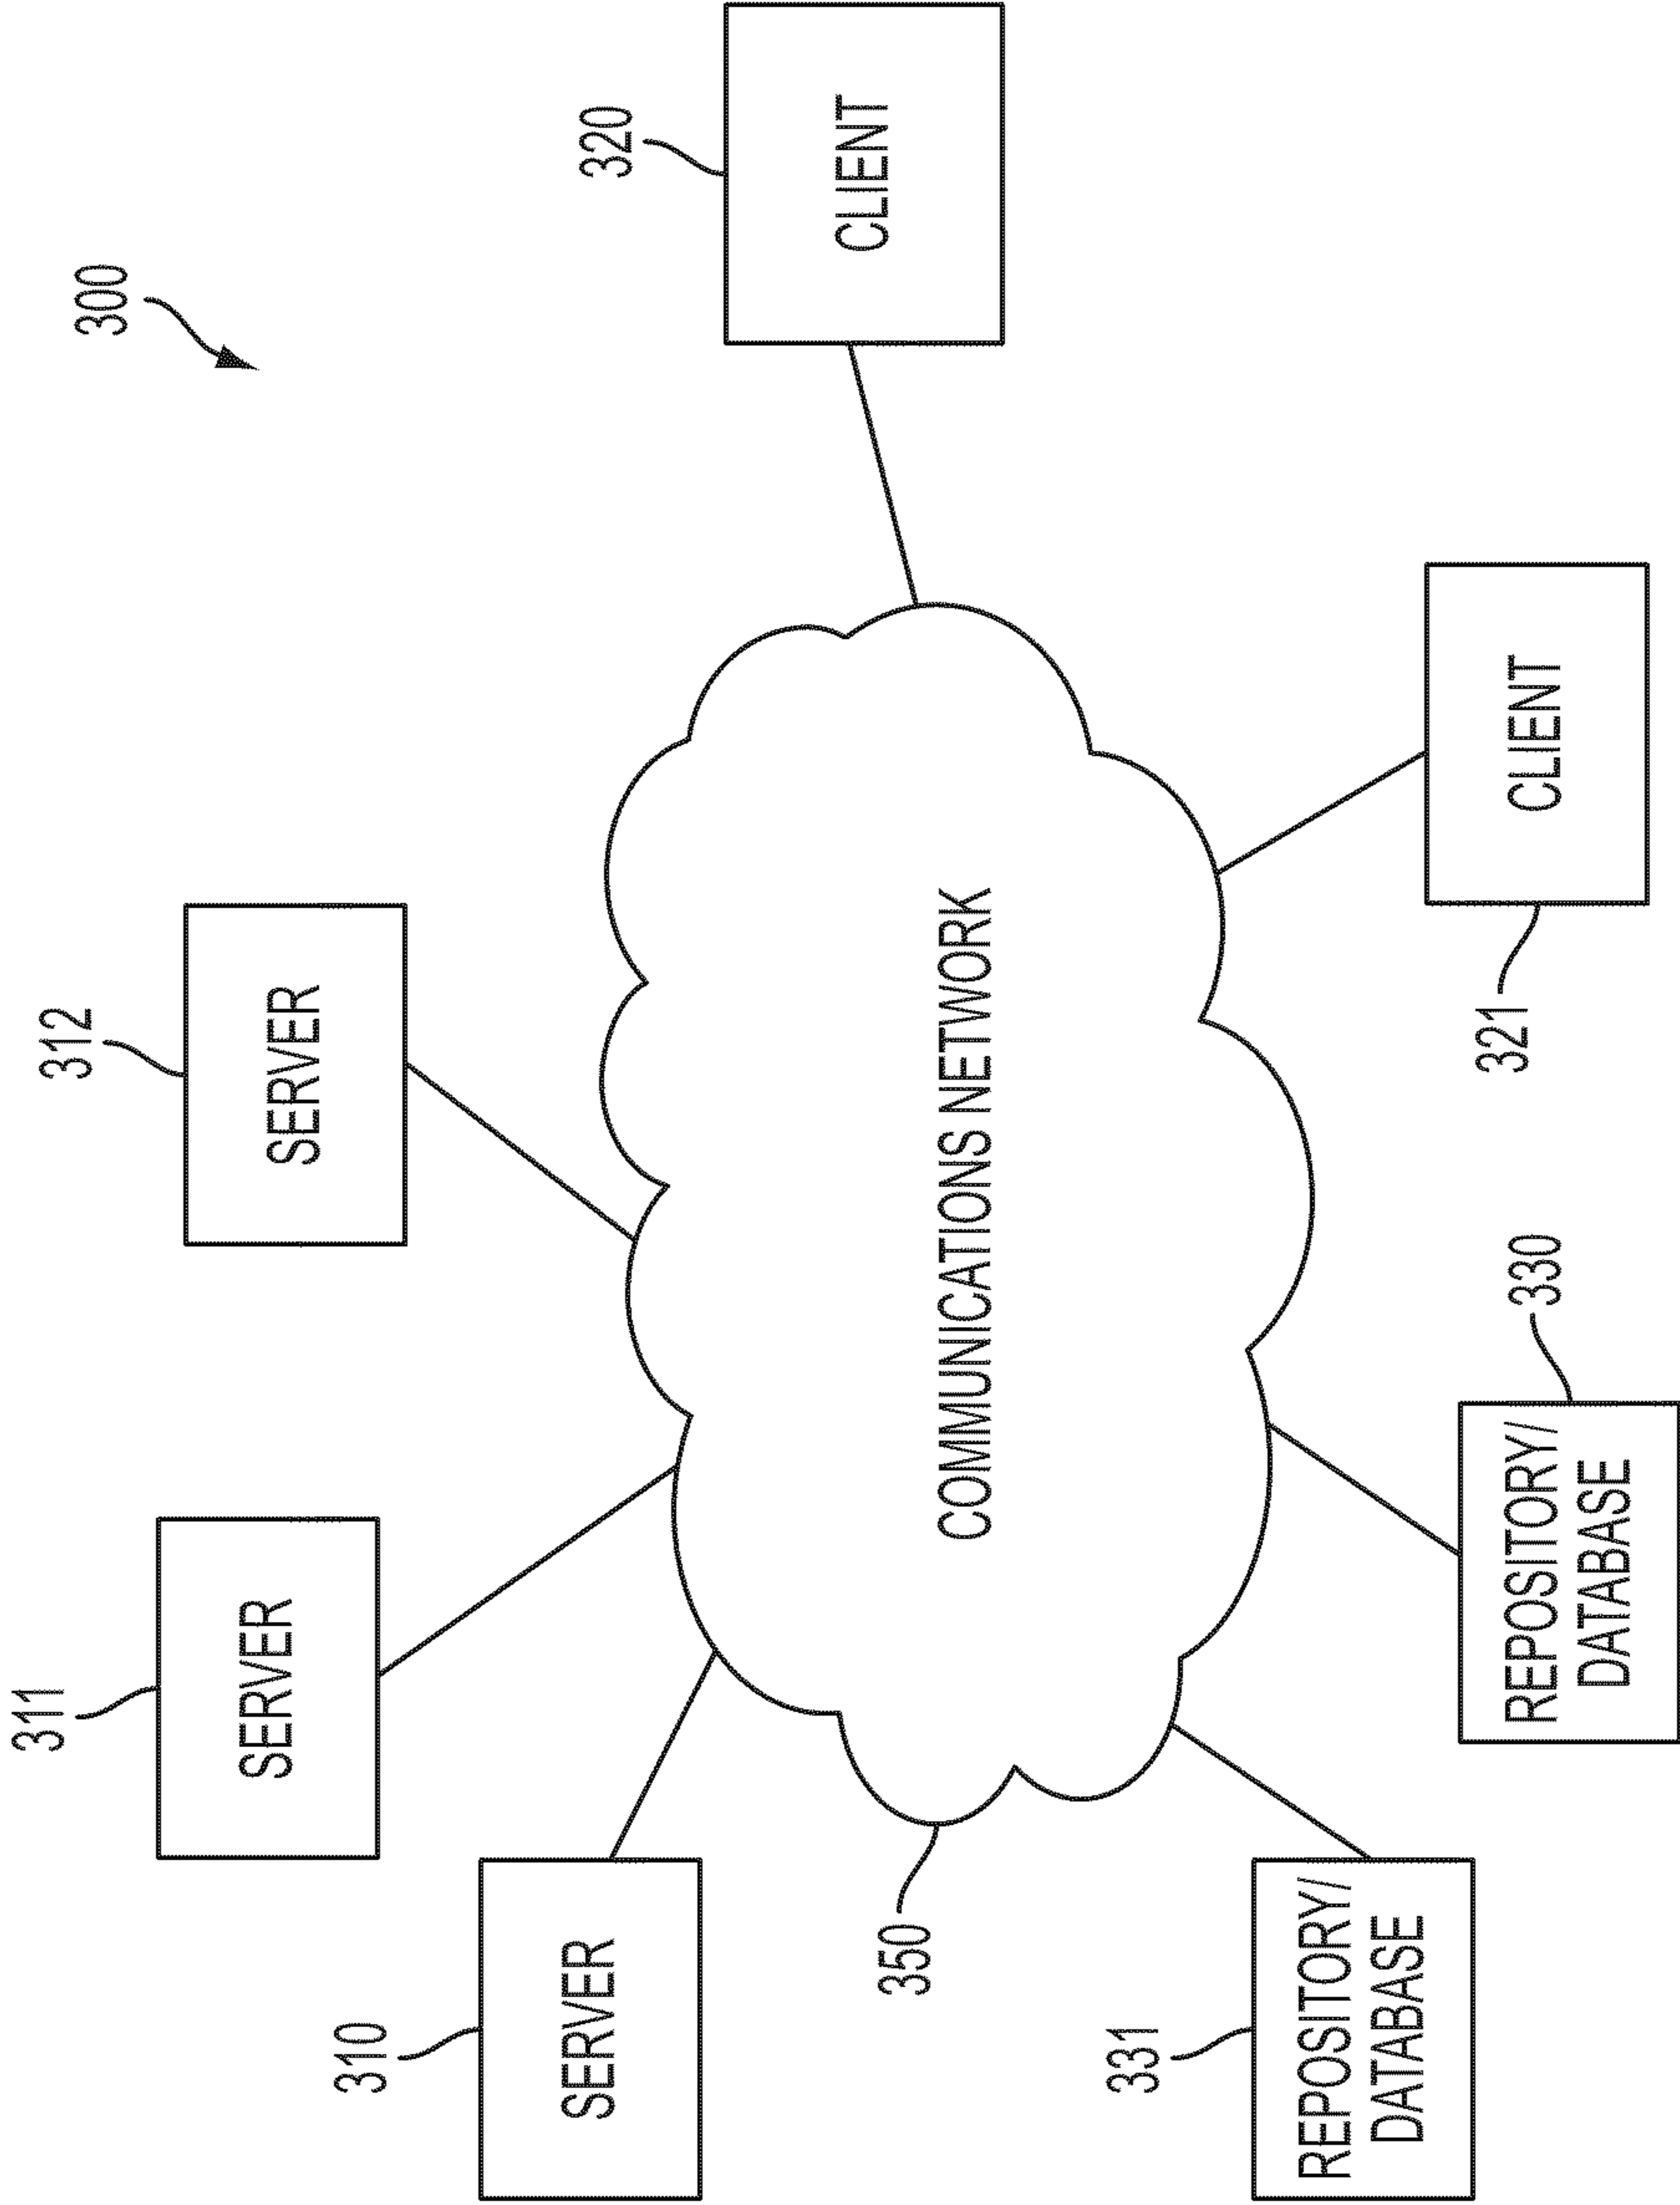 300
312
SERVER
311
SERVER
310
SERVER
320
CLIENT
COMMUNICATIONS NETWORK
350
321
CLIENT
330
REPOSITORY/
DATABASE
331
REPOSITORY/
DATABASE